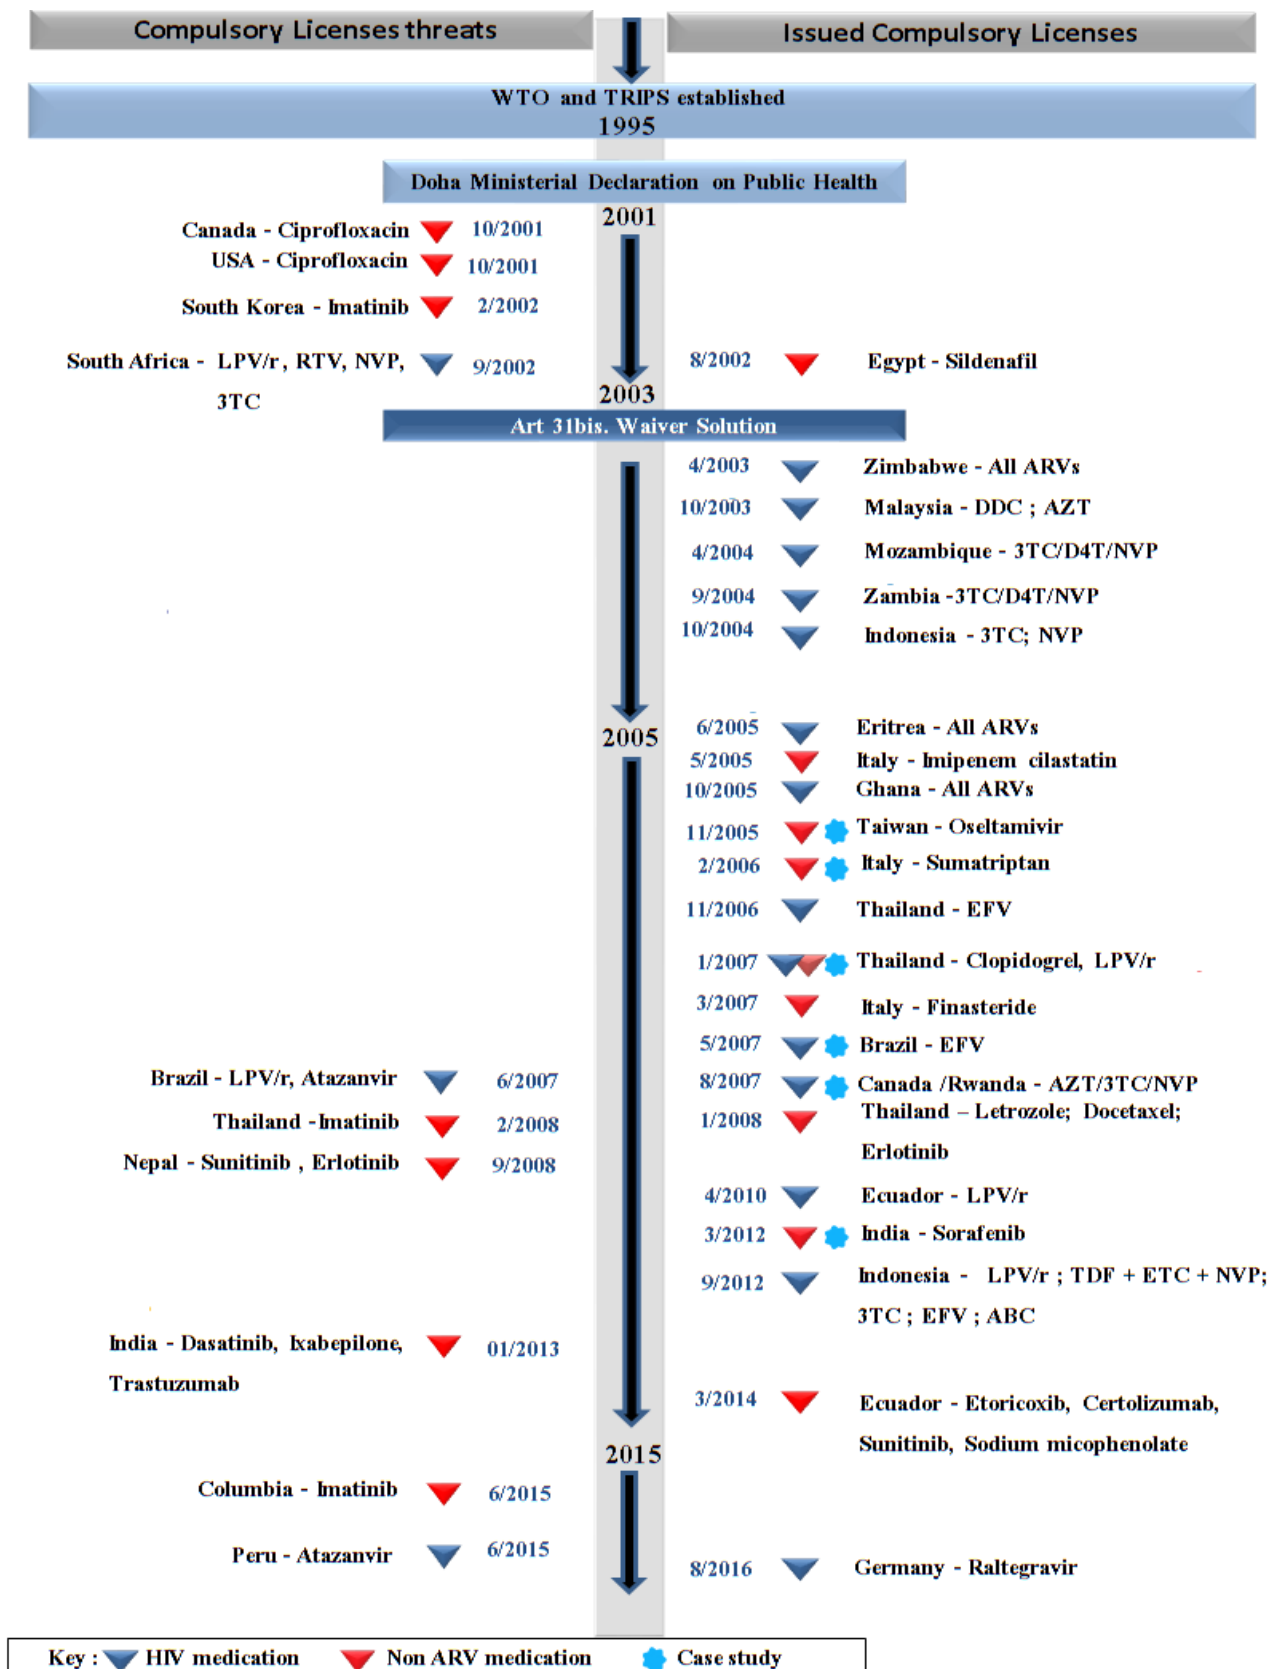 Compulsory Licenses threats
Issued Compulsory Licenses
WTO and TRIPS established
1995
Doha Ministerial Declaration on Public Health
2001
Canada - Ciprofloxacin 10/2001
USA - Ciprofloxacin 10/2001
South Korea - Imatinib 2/2002
South Africa - LPV/r, RTV, NVP, 9/2002
3TC
8/2002 Egypt - Sildenafil
2003
Art 31bis. Waiver Solution
4/2003 Zimbabwe - All ARVs
10/2003 Malaysia - DDC ; AZT
4/2004 Mozambique - 3TC/D4T/NVP
9/2004 Zambia -3TC/D4T/NVP
10/2004 Indonesia - 3TC; NVP
2005
6/2005 Eritrea - All ARVs
5/2005 Italy - Imipenem cilastatin
10/2005 Ghana - All ARVs
11/2005 Taiwan - Oseltamivir
2/2006 Italy - Sumatriptan
11/2006 Thailand - EFV
1/2007 Thailand - Clopidogrel, LPV/r
3/2007 Italy - Finasteride
5/2007 Brazil - EFV
Brazil - LPV/r, Atazanvir 6/2007
8/2007 Canada /Rwanda - AZT/3TC/NVP
Thailand -Imatinib 2/2008
1/2008 Thailand – Letrozole; Docetaxel;
Erlotinib
Nepal - Sunitinib , Erlotinib 9/2008
4/2010 Ecuador - LPV/r
3/2012 India - Sorafenib
9/2012 Indonesia - LPV/r ; TDF + ETC + NVP;
3TC ; EFV ; ABC
India - Dasatinib, Ixabepilone, 01/2013
Trastuzumab
3/2014 Ecuador - Etoricoxib, Certolizumab,
Sunitinib, Sodium micophenolate
2015
Columbia - Imatinib 6/2015
Peru - Atazanvir 6/2015
8/2016 Germany - Raltegravir
Key : HIV medication Non ARV medication Case study